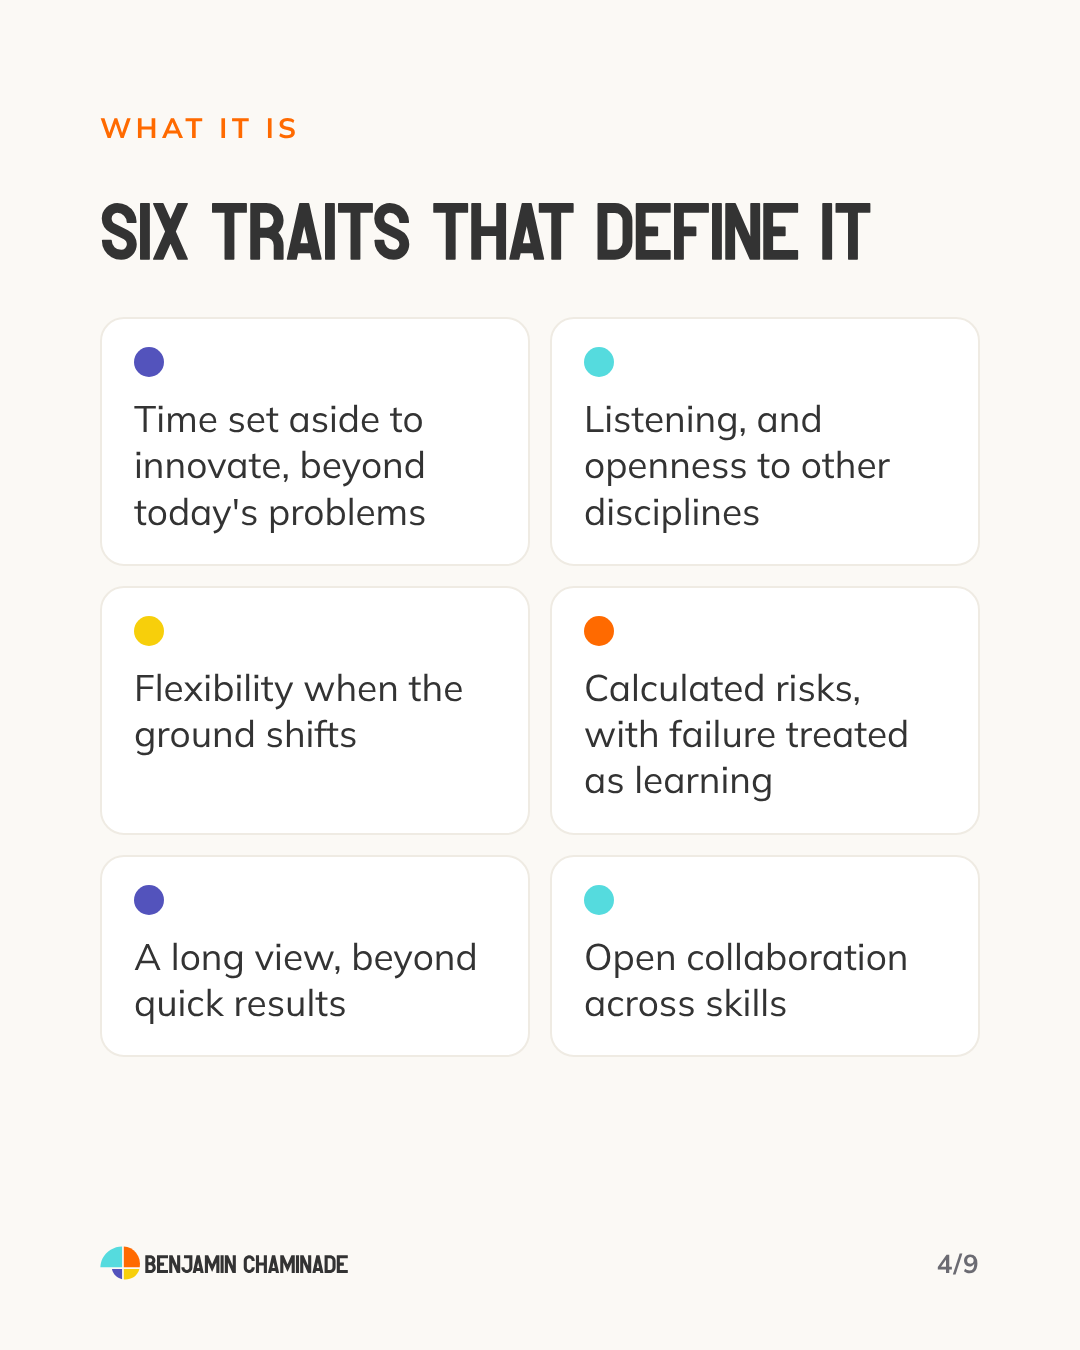 WHAT IT IS
SIX TRAITS THAT DEFINE IT
Time set aside to
innovate, beyond
today's problems
Listening, and
openness to other
disciplines
Flexibility when the
ground shifts
Calculated risks,
with failure treated
as learning
A long view, beyond
quick results
Open collaboration
across skills
BENJAMIN CHAMINADE
4/9